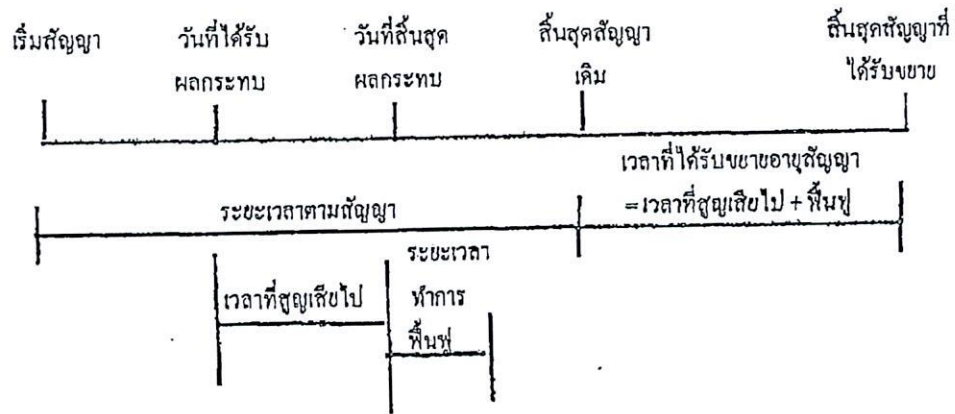 เริ่มสัญญา
วันที่ได้รับ
ผลกระทบ
วันที่สิ้นสุด
ผลกระทบ
สิ้นสุดสัญญา
เดิม
สิ้นสุดสัญญาที่
ได้รับขยาย
เวลาที่ได้รับขยายอายุสัญญา
=เวลาที่สูญเสียไป + ฟื้นฟู
ระยะเวลาตามสัญญา
เวลาที่สูญเสียไป
ระยะเวลา
ทำการ
ฟื้นฟู